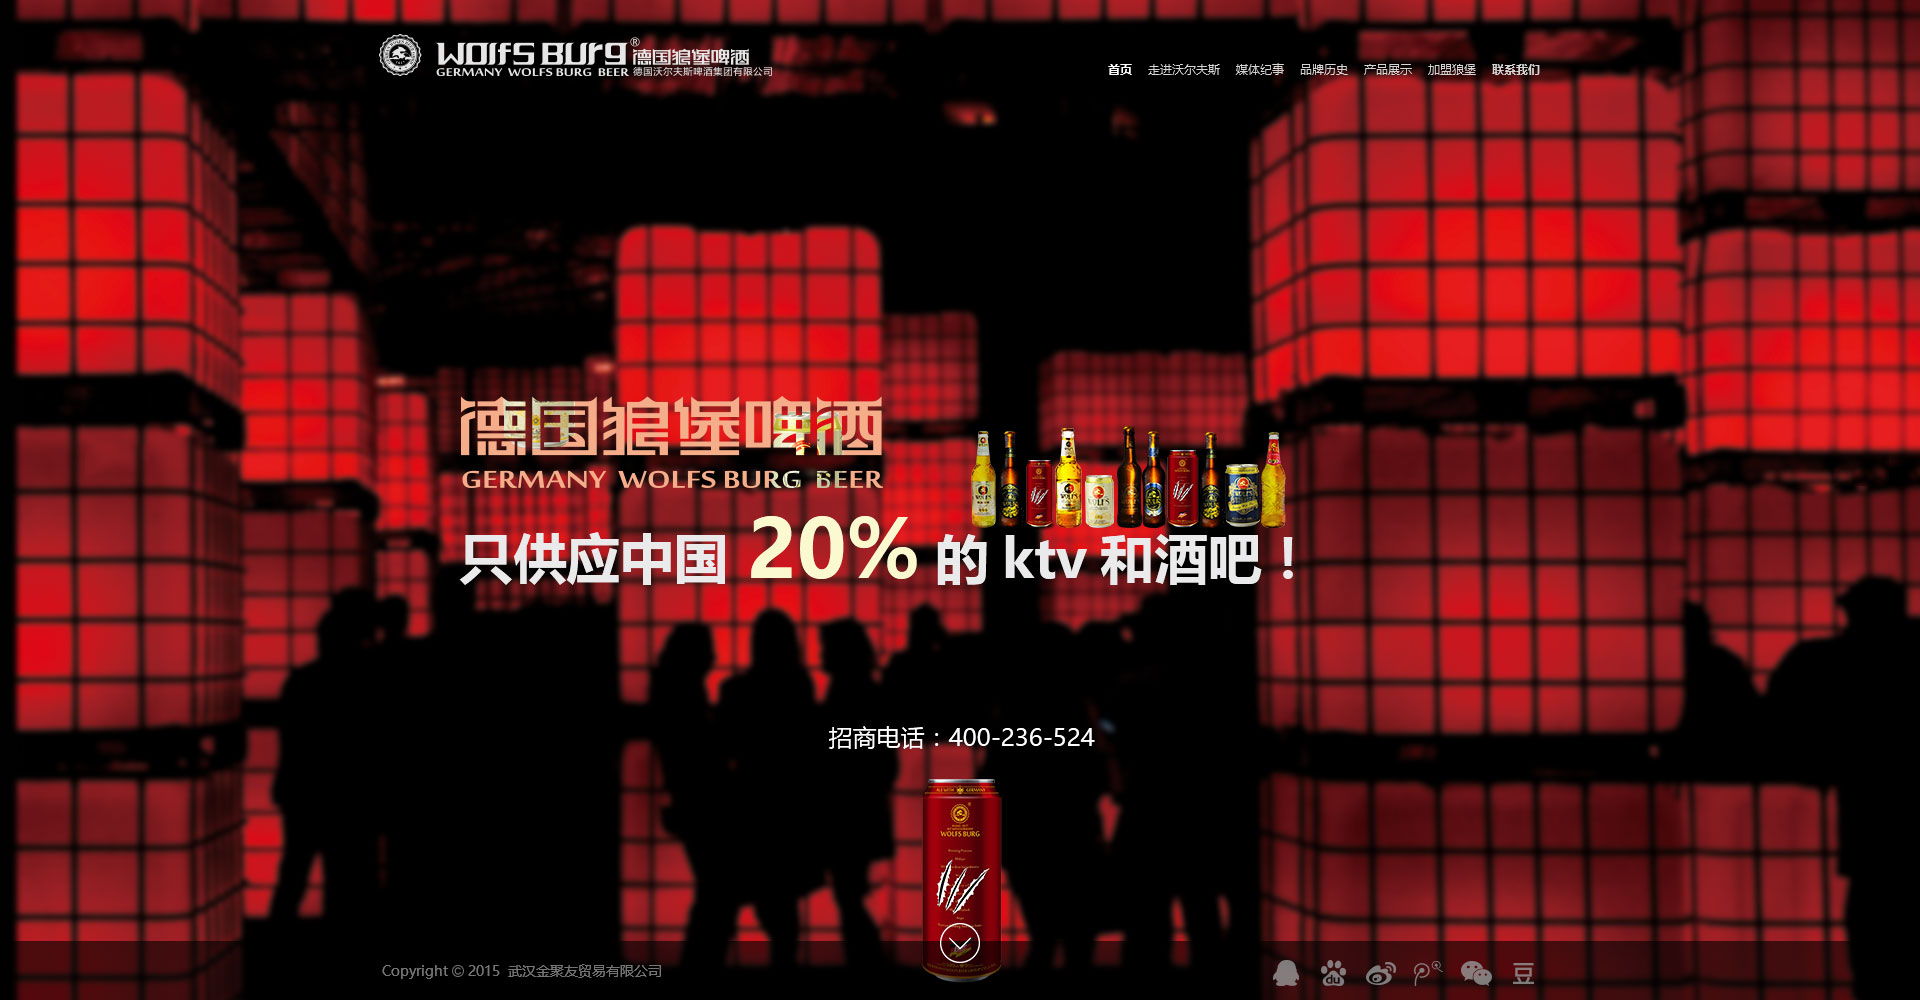 WOLFS BURG® 德国狼堡啤酒
GERMANY WOLFS BURG BEER 德国沃尔夫斯啤酒集团有限公司
首页 走进沃尔夫斯 媒体纪事 品牌历史 产品展示 加盟狼堡 联系我们
德国狼堡啤酒
GERMANY WOLFS BURG BEER
只供应中国 20% 的 ktv 和酒吧！
招商电话：400-236-524
WOLFS BURG
Copyright © 2015 武汉金聚友贸易有限公司
du
豆